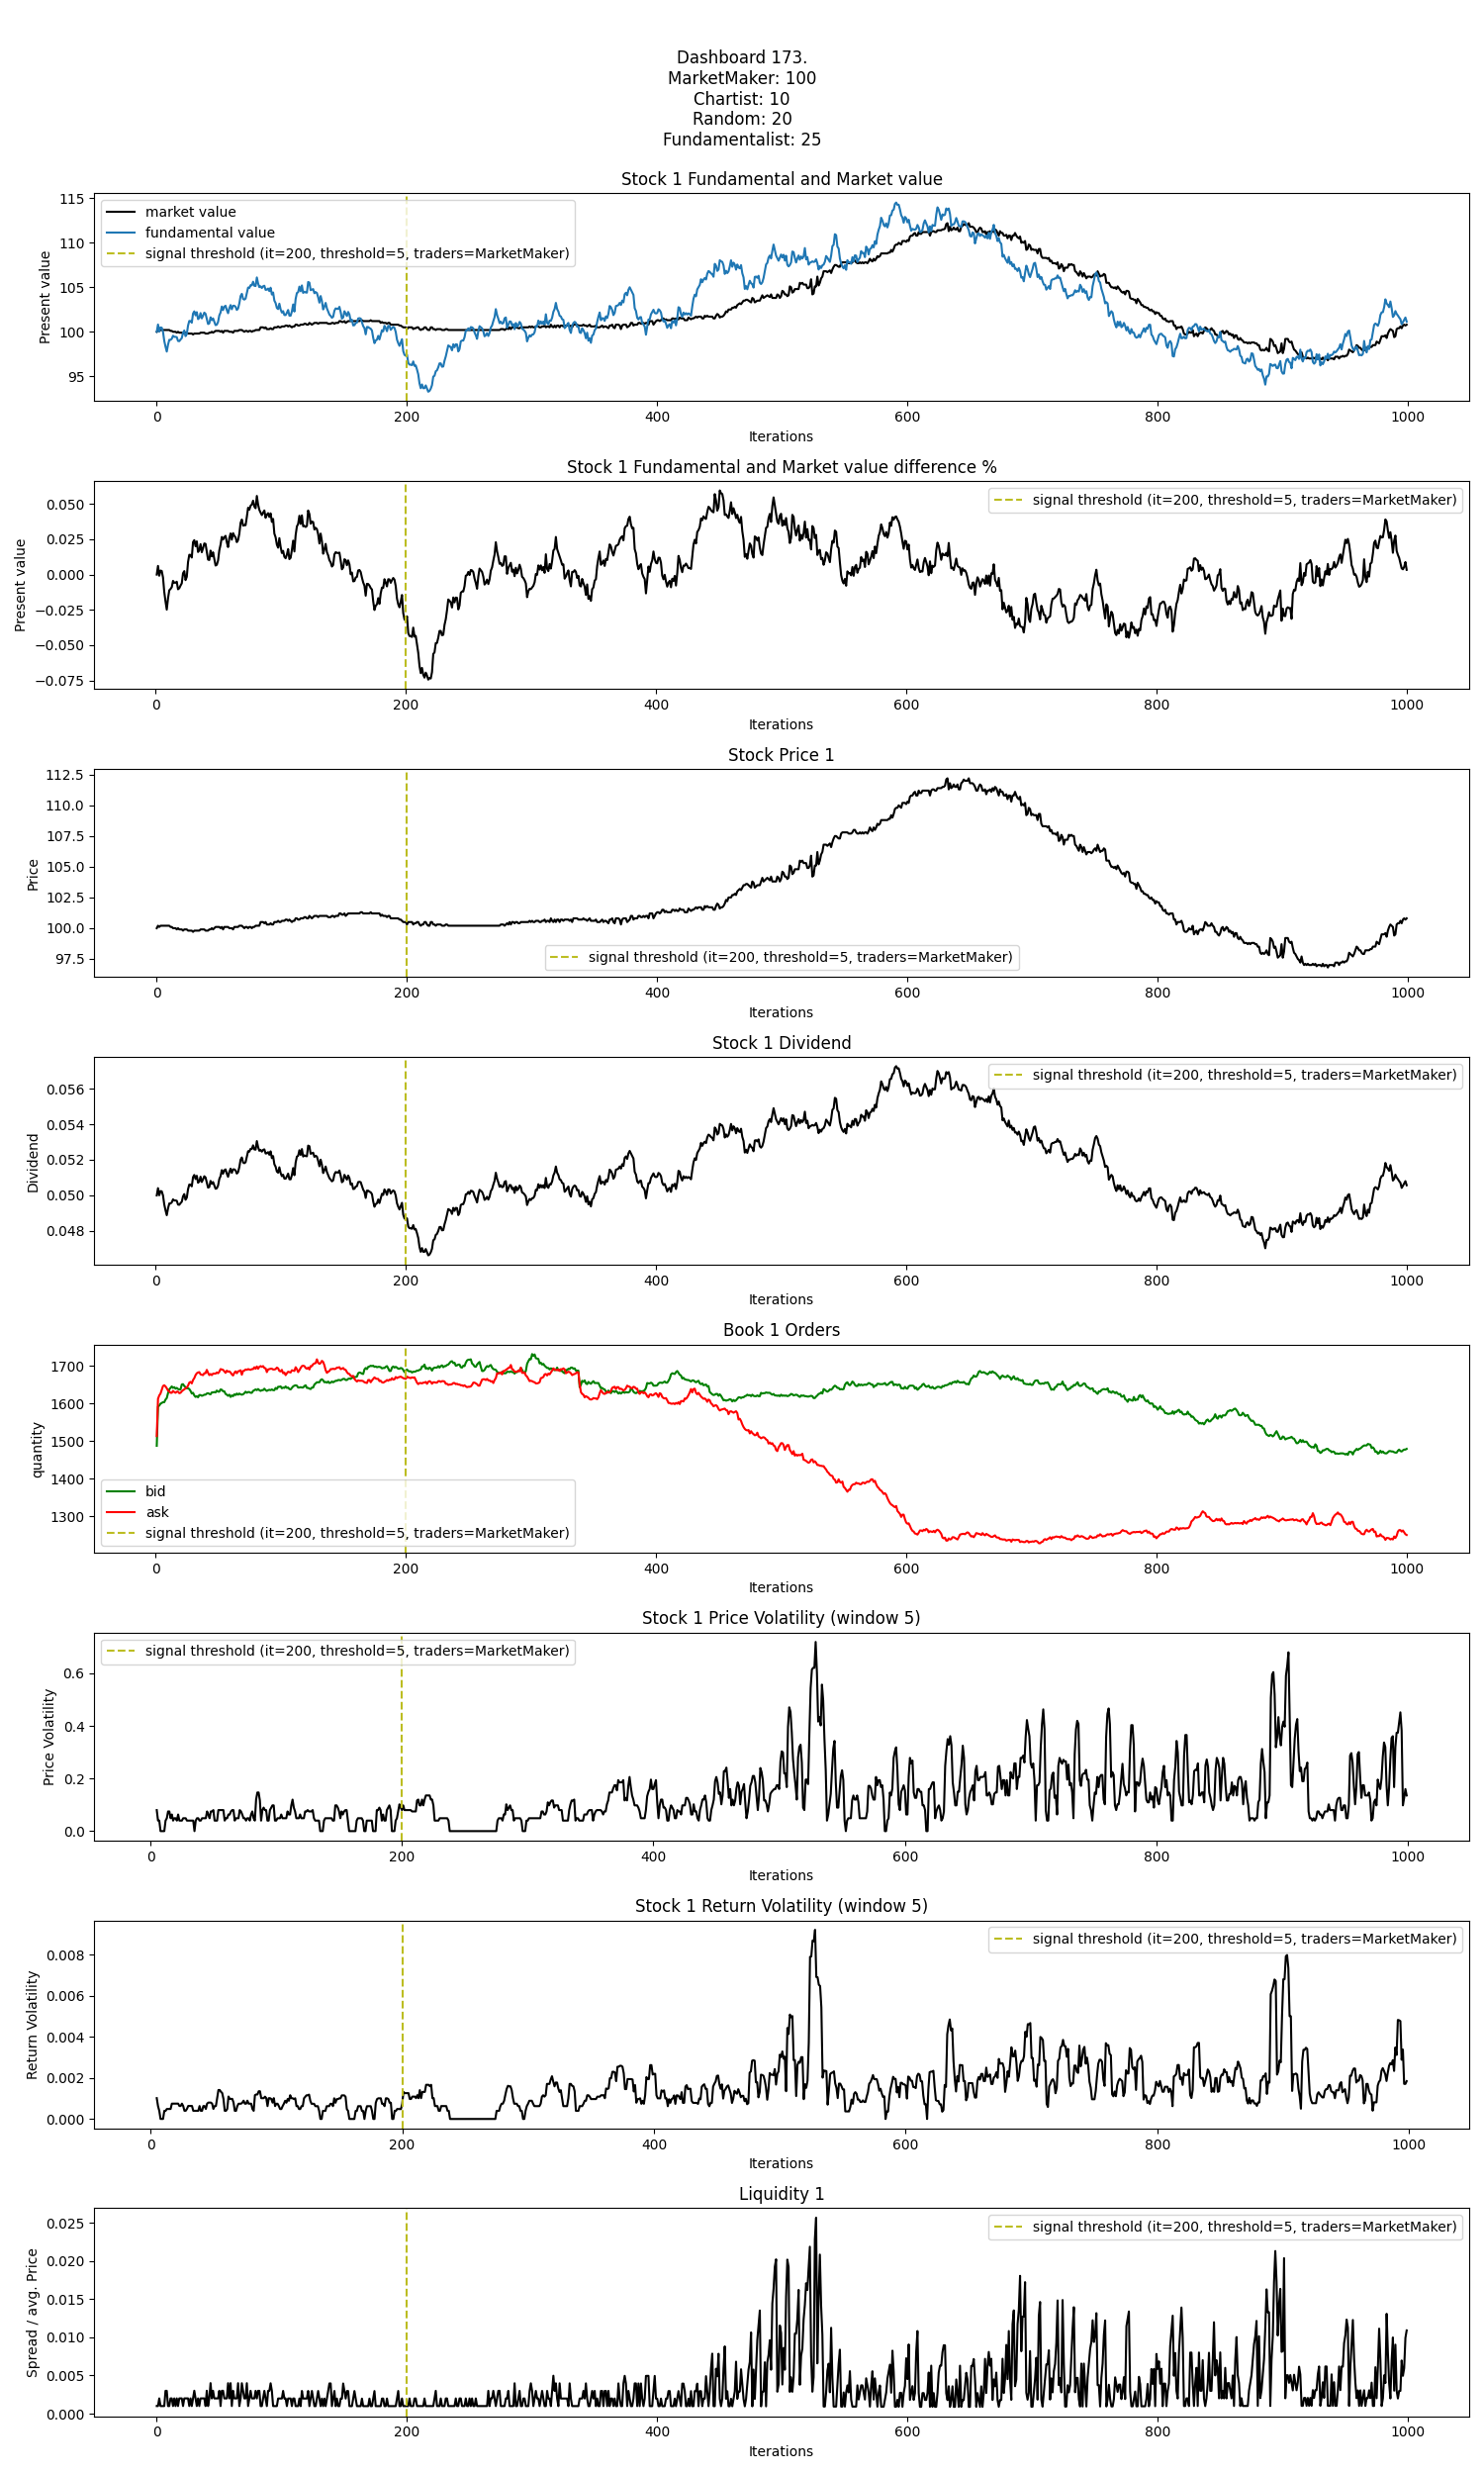 Dashboard 173.
MarketMaker: 100
Chartist: 10
Random: 20
Fundamentalist: 25
Stock 1 Fundamental and Market value
Present value
115
110
105
100
95
market value
fundamental value
signal threshold (it=200, threshold=5, traders=MarketMaker)
0 200 400 600 800 1000
Iterations
Stock 1 Fundamental and Market value difference %
Present value
0.050
0.025
0.000
−0.025
−0.050
−0.075
signal threshold (it=200, threshold=5, traders=MarketMaker)
0 200 400 600 800 1000
Iterations
Stock Price 1
Price
112.5
110.0
107.5
105.0
102.5
100.0
97.5
signal threshold (it=200, threshold=5, traders=MarketMaker)
0 200 400 600 800 1000
Iterations
Stock 1 Dividend
Dividend
0.056
0.054
0.052
0.050
0.048
signal threshold (it=200, threshold=5, traders=MarketMaker)
0 200 400 600 800 1000
Iterations
Book 1 Orders
quantity
1700
1600
1500
1400
1300
bid
ask
signal threshold (it=200, threshold=5, traders=MarketMaker)
0 200 400 600 800 1000
Iterations
Stock 1 Price Volatility (window 5)
Price Volatility
0.6
0.4
0.2
0.0
signal threshold (it=200, threshold=5, traders=MarketMaker)
0 200 400 600 800 1000
Iterations
Stock 1 Return Volatility (window 5)
Return Volatility
0.008
0.006
0.004
0.002
0.000
signal threshold (it=200, threshold=5, traders=MarketMaker)
0 200 400 600 800 1000
Iterations
Liquidity 1
Spread / avg. Price
0.025
0.020
0.015
0.010
0.005
0.000
signal threshold (it=200, threshold=5, traders=MarketMaker)
0 200 400 600 800 1000
Iterations